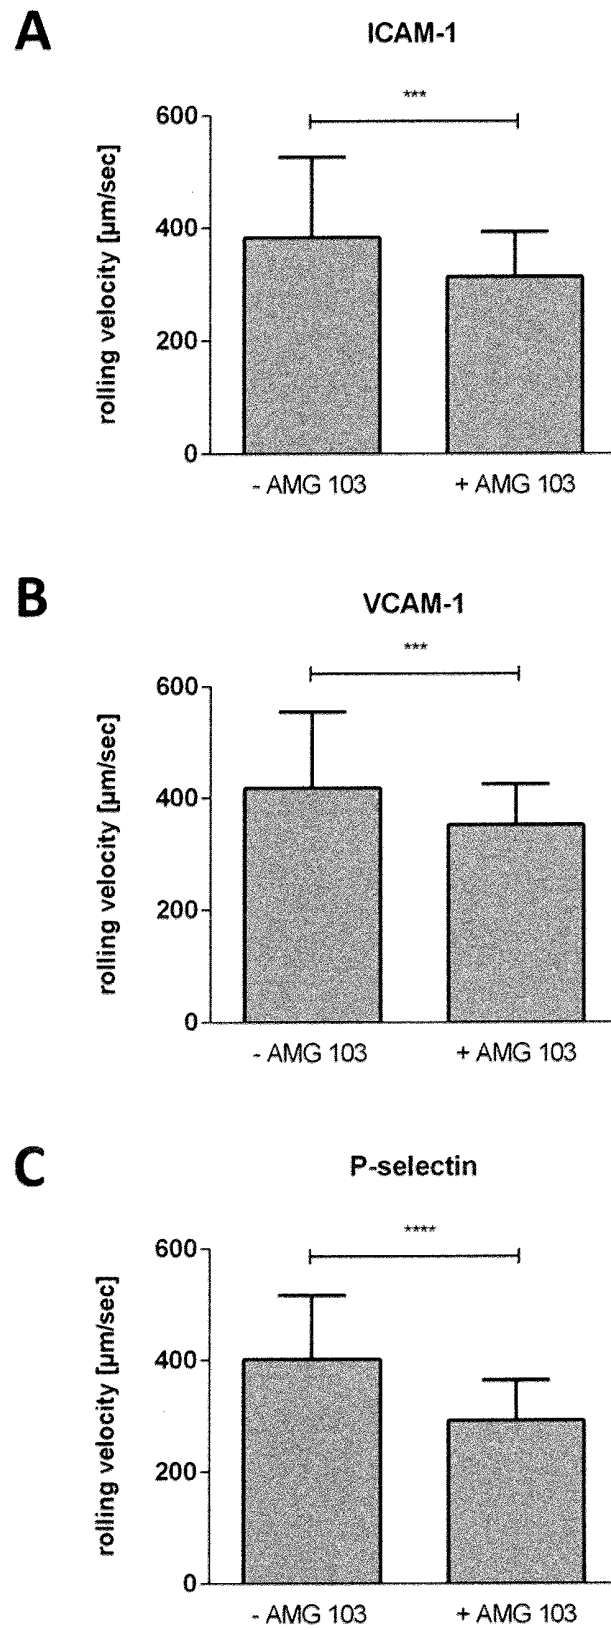 A
ICAM-1
***
600
400
200
0
rolling velocity [µm/sec]
- AMG 103
+ AMG 103
B
VCAM-1
***
600
400
200
0
rolling velocity [µm/sec]
- AMG 103
+ AMG 103
C
P-selectin
****
600
400
200
0
rolling velocity [µm/sec]
- AMG 103
+ AMG 103